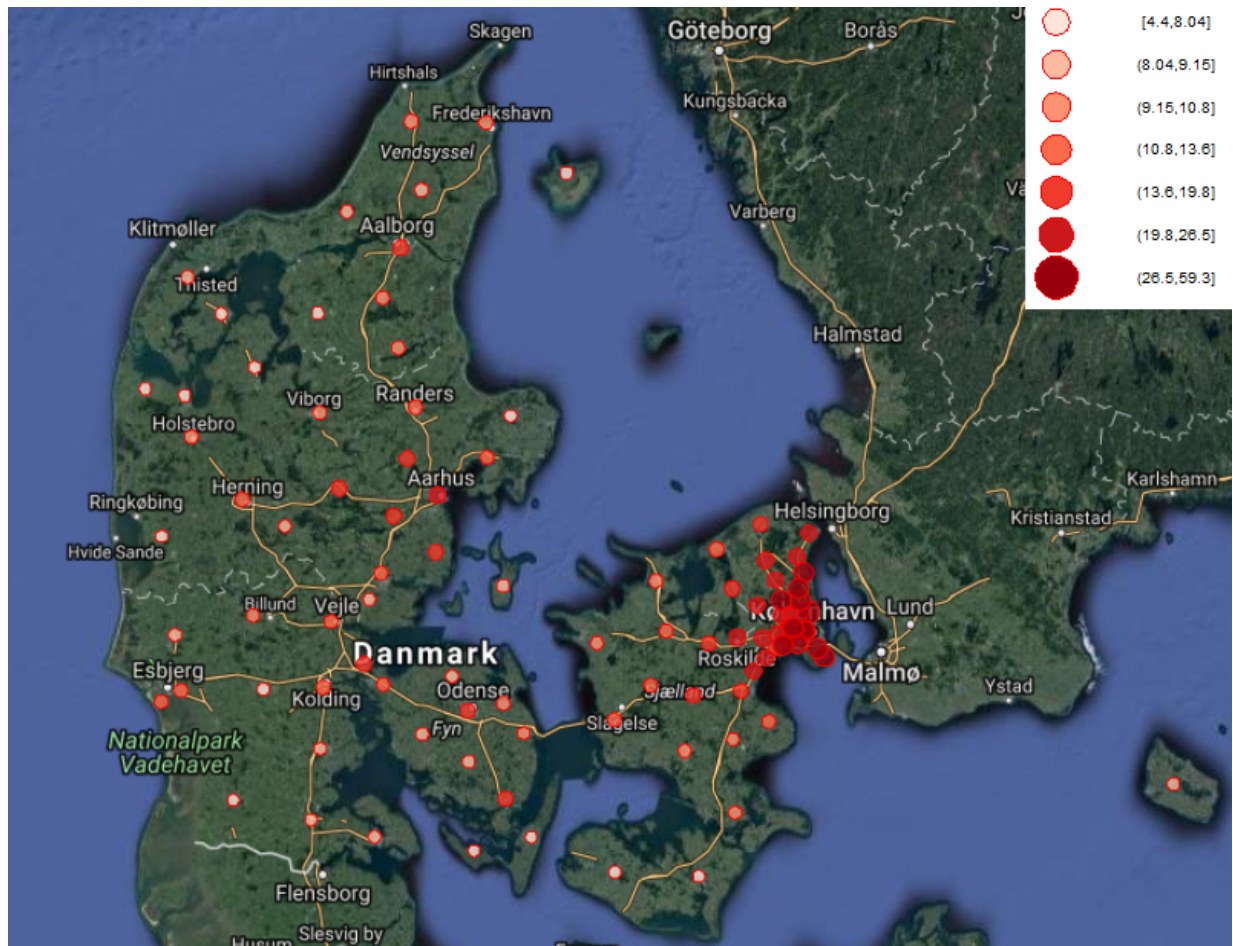 Skagen
Göteborg
Borås
[4.4,8.04]
(8.04,9.15]
(9.15,10.8]
(10.8,13.6]
(13.6,19.8]
(19.8,26.5]
(26.5,59.3]
Hirtshals
Kungsbacka
Frederikshavn
Vendsyssel
Varberg
Klitmøller
Aalborg
Thisted
Halmstad
Viborg
Randers
Holstebro
Herning
Aarhus
Karlshamn
Ringkøbing
Helsingborg
Kristianstad
Hvide Sande
Billund
Vejle
København
Lund
Danmark
Roskilde
Malmø
Esbjerg
Kolding
Odense
Sjælland
Ystad
Fyn
Slagelse
Nationalpark
Vadehavet
Flensborg
Slesvig by
Husum